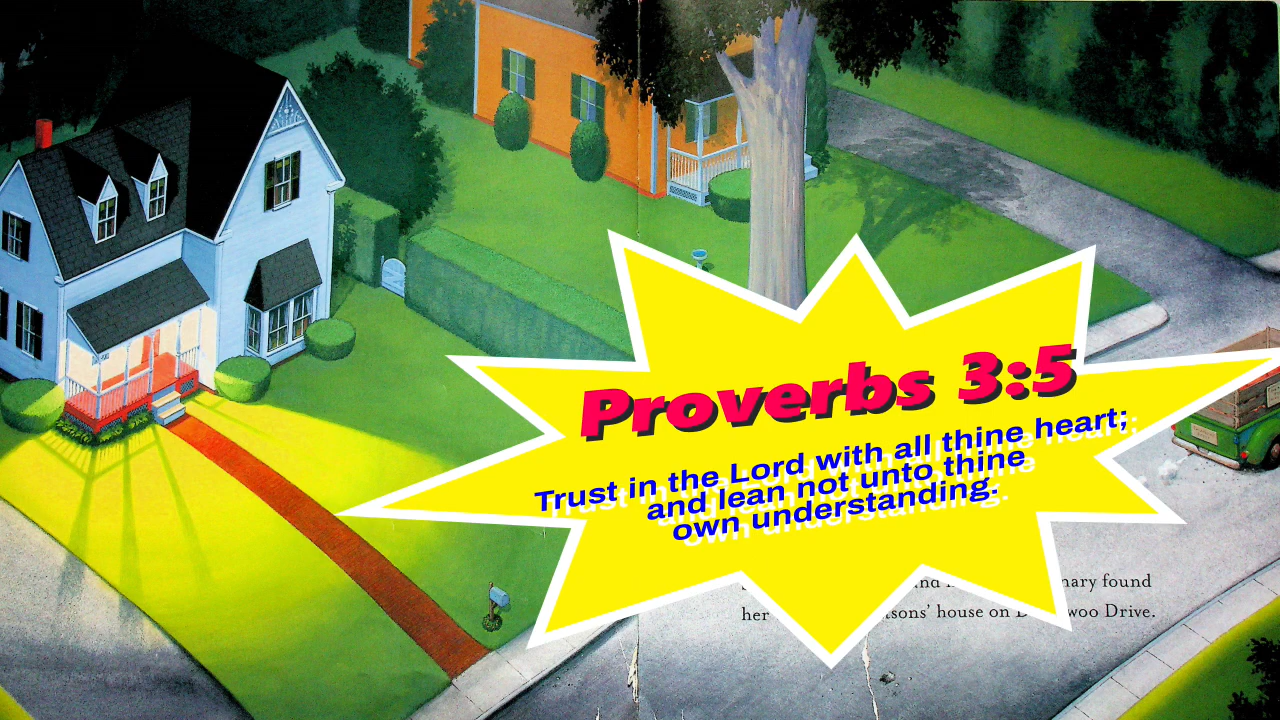 Proverbs 3:5
Trust in the Lord with all thine heart;
and lean not unto thine
own understanding.
found
her house on Drive.